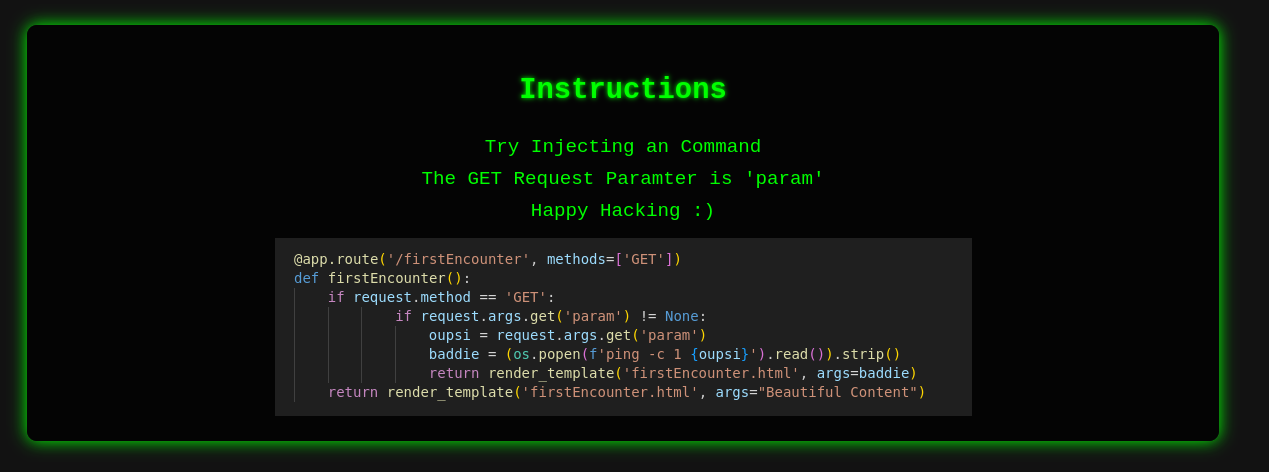 Instructions
Try Injecting an Command
The GET Request Paramter is 'param'
Happy Hacking :)
@app.route('/firstEncounter', methods=['GET'])
def firstEncounter():
    if request.method == 'GET':
            if request.args.get('param') != None:
                oupsi = request.args.get('param')
                baddie = (os.popen(f'ping -c 1 {oupsi}').read()).strip()
                return render_template('firstEncounter.html', args=baddie)
    return render_template('firstEncounter.html', args="Beautiful Content")